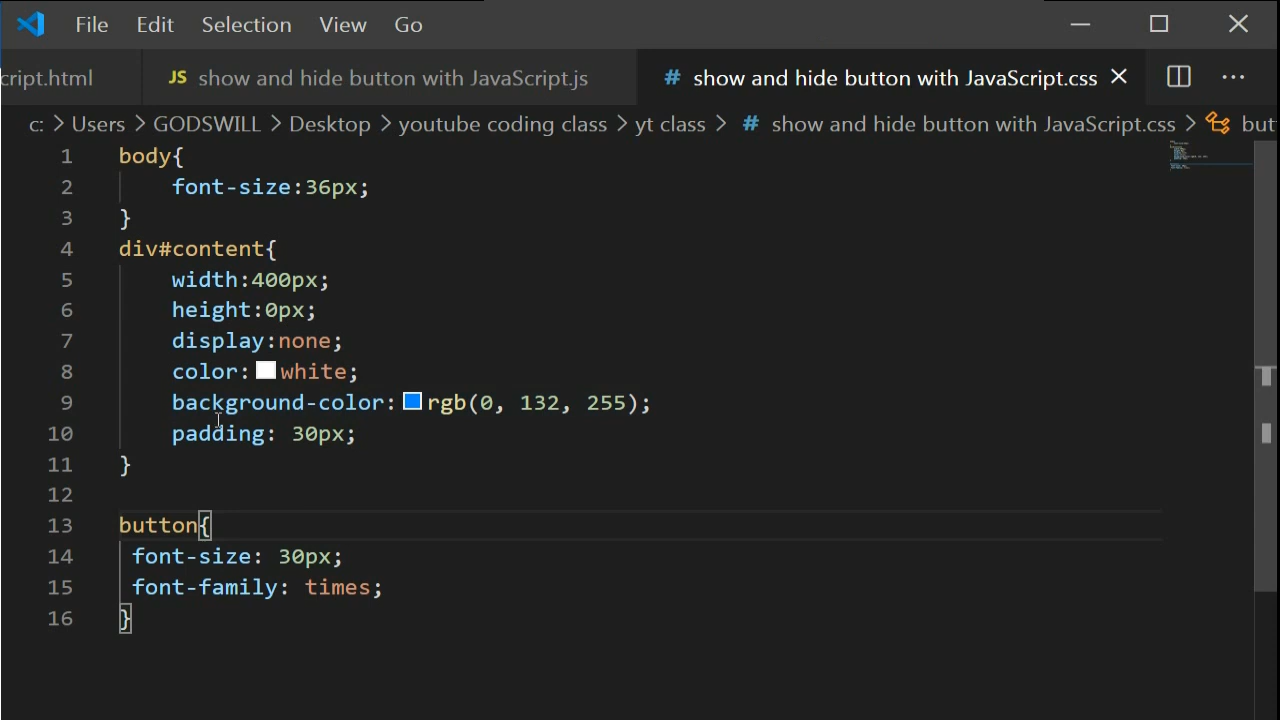 File Edit Selection View Go
cript.html JS show and hide button with JavaScript.js # show and hide button with JavaScript.css
c: > Users > GODSWILL > Desktop > youtube coding class > yt class > # show and hide button with JavaScript.css > but
1 body{
2 font-size:36px;
3 }
4 div#content{
5 width:400px;
6 height:0px;
7 display:none;
8 color: white;
9 background-color: rgb(0, 132, 255);
10 padding: 30px;
11 }
12
13 button{
14 font-size: 30px;
15 font-family: times;
16 }